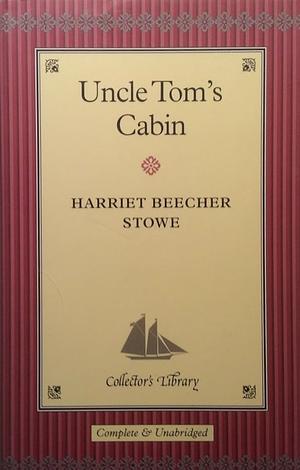 Uncle Tom's
Cabin
HARRIET BEECHER
STOWE
Collector's Library
Complete & Unabridged